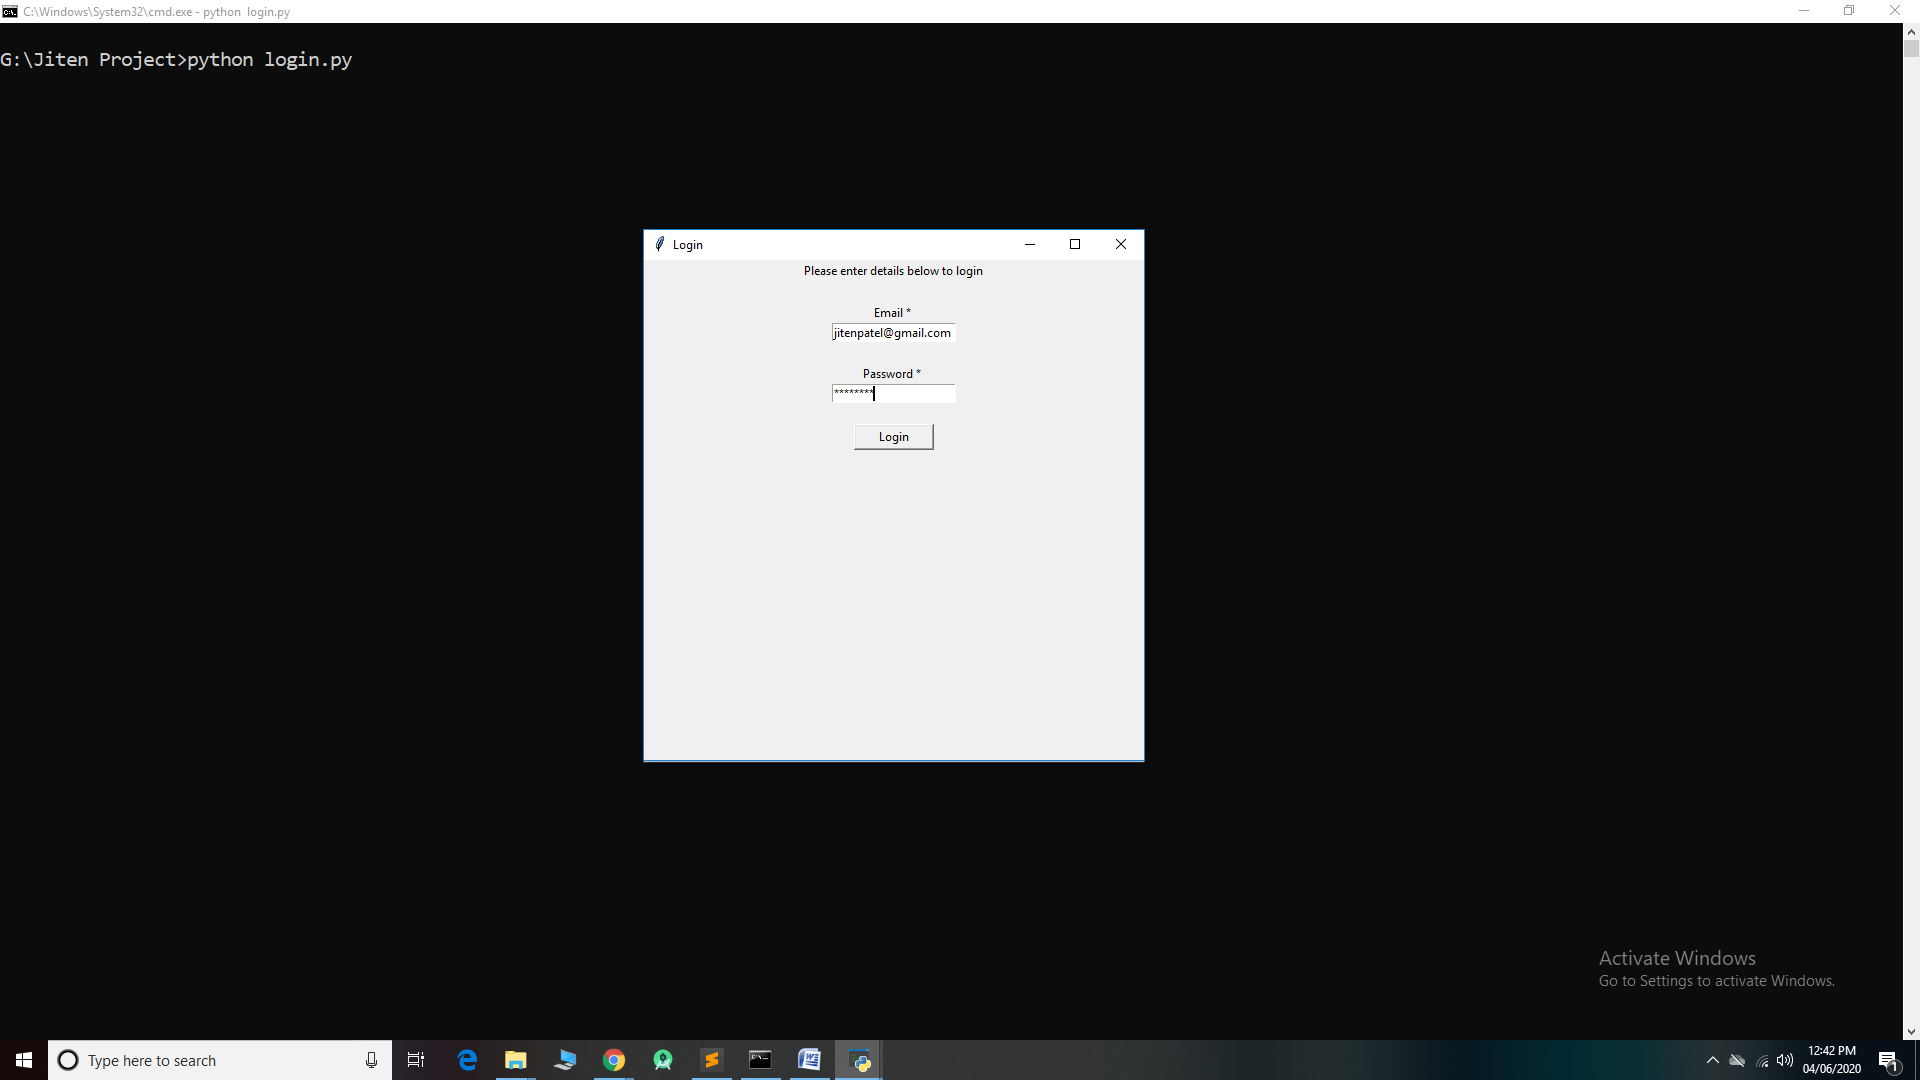 C:\Windows\System32\cmd.exe - python  login.py
G:\Jiten Project>python login.py
Login
Please enter details below to login
Email *
jitenpatel@gmail.com
Password *
********
Login
Activate Windows
Go to Settings to activate Windows.
Type here to search
12:42 PM
04/06/2020
1